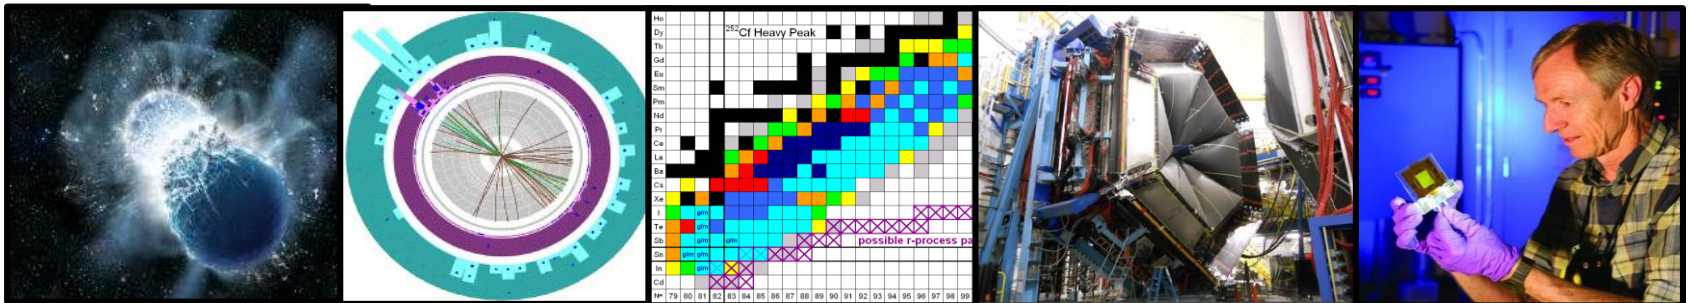 Ho
Dy
252Cf Heavy Peak
Tb
Gd
Eu
Sm
Pm
Nd
Pr
Ce
La
Ba
Cs
Xe
I g/m
Te g/m
Sb g/m g/m possible r-process pa
Sn g/m g/m
In g/m
Cd
N= 79 80 81 82 83 84 85 86 87 88 89 90 91 92 93 94 95 96 97 98 99